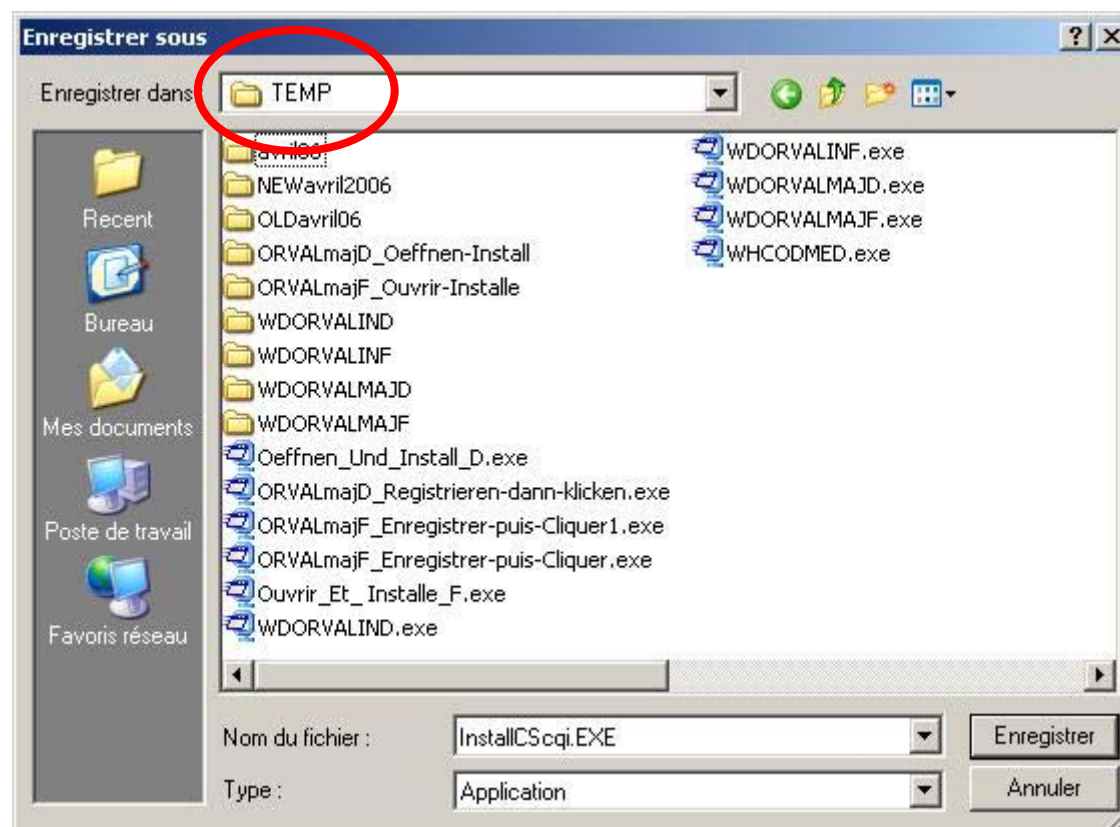 Enregistrer sous
Enregistrer dans :
TEMP
Recent
Bureau
Mes documents
Poste de travail
Favoris réseau
avril06
NEWavril2006
OLDavril06
ORVALmajD_Oeffnen-Install
ORVALmajF_Ouvrir-Installe
WDORVALIND
WDORVALINF
WDORVALMAJD
WDORVALMAJF
Oeffnen_Und_Install_D.exe
ORVALmajD_Registrieren-dann-klicken.exe
ORVALmajF_Enregistrer-puis-Cliquer1.exe
ORVALmajF_Enregistrer-puis-Cliquer.exe
Ouvrir_Et_ Installe_F.exe
WDORVALIND.exe
WDORVALINF.exe
WDORVALMAJD.exe
WDORVALMAJF.exe
WHCODMED.exe
Nom du fichier :
InstallCScqi.EXE
Enregistrer
Type :
Application
Annuler